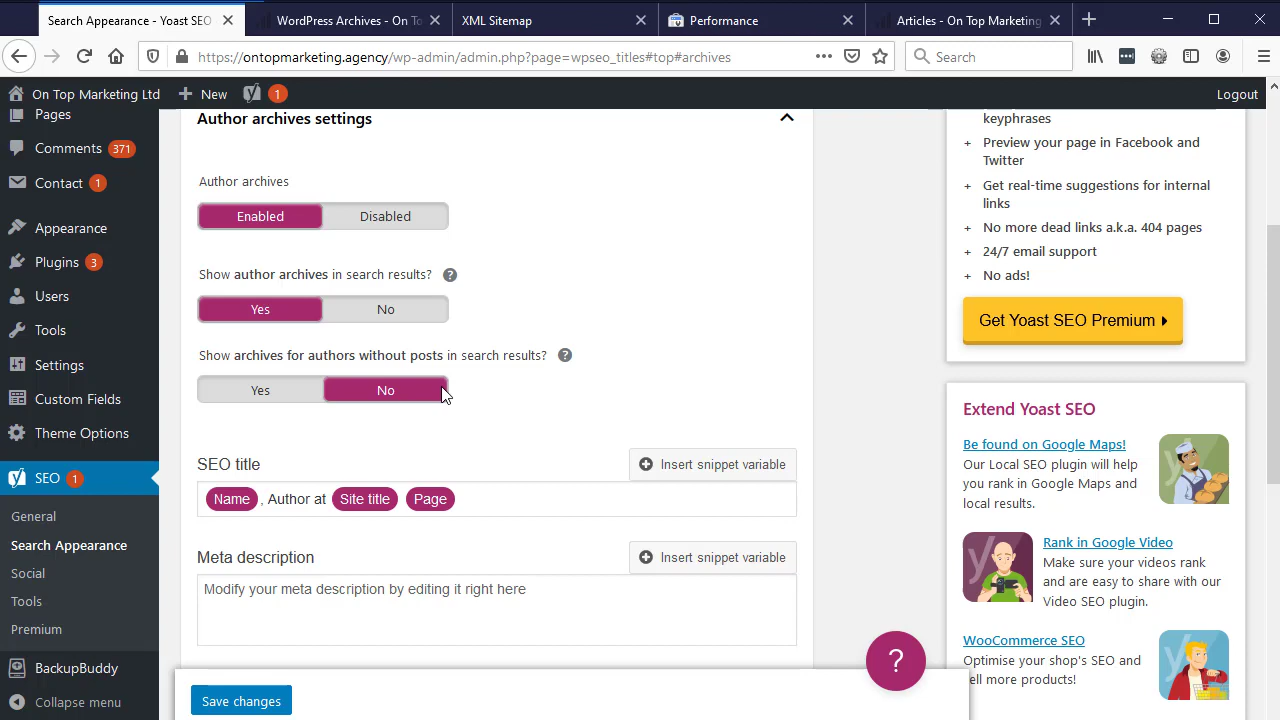 Search Appearance - Yoast SEO
WordPress Archives - On To
XML Sitemap
Performance
Articles - On Top Marketing
https://ontopmarketing.agency/wp-admin/admin.php?page=wpseo_titles#top#archives
Search
On Top Marketing Ltd
New
1
Logout
Pages
Comments 371
Contact 1
Appearance
Plugins 3
Users
Tools
Settings
Custom Fields
Theme Options
SEO 1
General
Search Appearance
Social
Tools
Premium
BackupBuddy
Collapse menu
Author archives settings
Author archives
Enabled Disabled
Show author archives in search results? ?
Yes No
Show archives for authors without posts in search results? ?
Yes No
SEO title
Insert snippet variable
Name , Author at Site title Page
Meta description
Insert snippet variable
Modify your meta description by editing it right here
Save changes
?
keyphrases
+ Preview your page in Facebook and
Twitter
+ Get real-time suggestions for internal
links
+ No more dead links a.k.a. 404 pages
+ 24/7 email support
+ No ads!
Get Yoast SEO Premium
Extend Yoast SEO
Be found on Google Maps!
Our Local SEO plugin will help
you rank in Google Maps and
local results.
Rank in Google Video
Make sure your videos rank
and are easy to share with our
Video SEO plugin.
WooCommerce SEO
Optimise your shop's SEO and
ell more products!